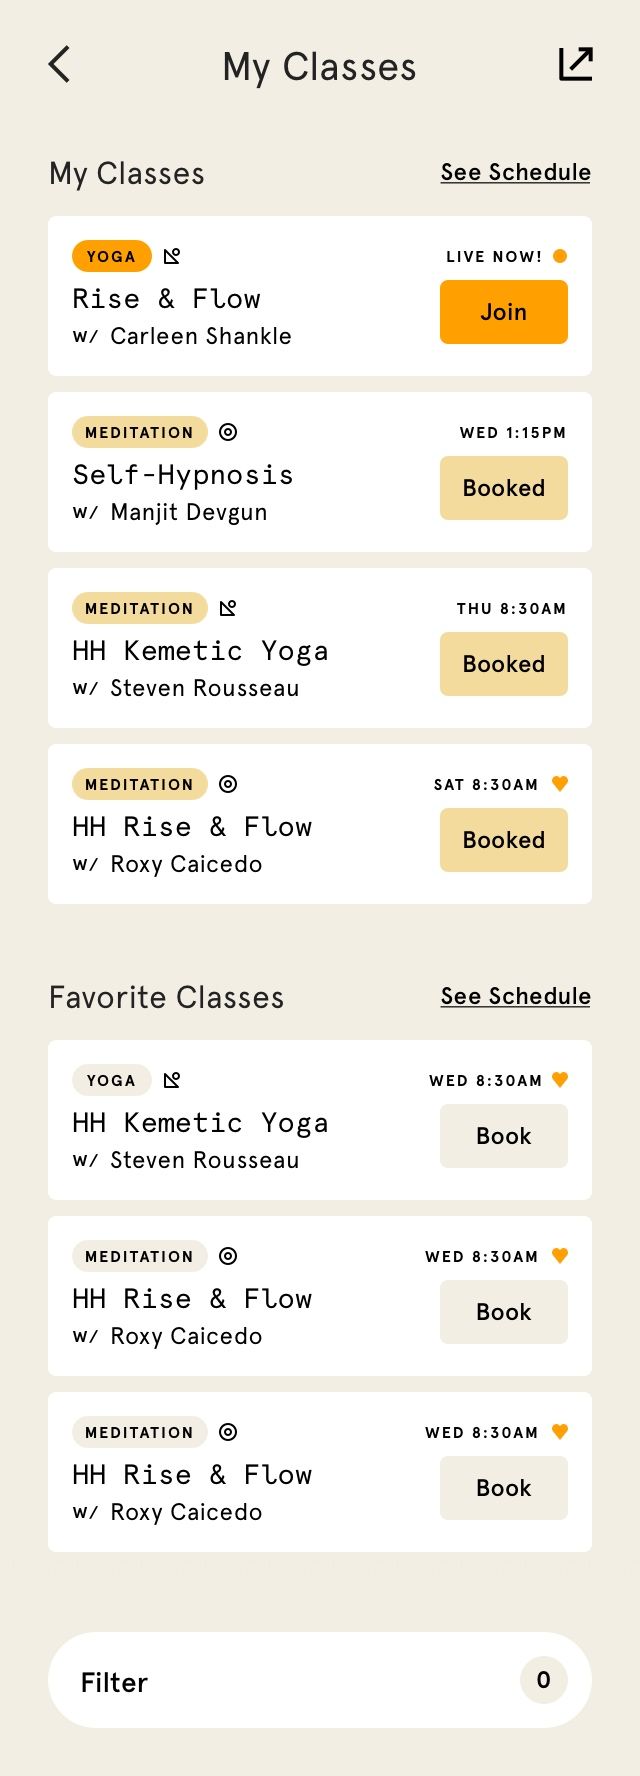 My Classes
My Classes
See Schedule
YOGA
LIVE NOW!
Rise & Flow
Join
w/ Carleen Shankle
MEDITATION
WED 1:15PM
Self-Hypnosis
Booked
w/ Manjit Devgun
MEDITATION
THU 8:30AM
HH Kemetic Yoga
Booked
w/ Steven Rousseau
MEDITATION
SAT 8:30AM
HH Rise & Flow
Booked
w/ Roxy Caicedo
Favorite Classes
See Schedule
YOGA
WED 8:30AM
HH Kemetic Yoga
Book
w/ Steven Rousseau
MEDITATION
WED 8:30AM
HH Rise & Flow
Book
w/ Roxy Caicedo
MEDITATION
WED 8:30AM
HH Rise & Flow
Book
w/ Roxy Caicedo
Filter
0